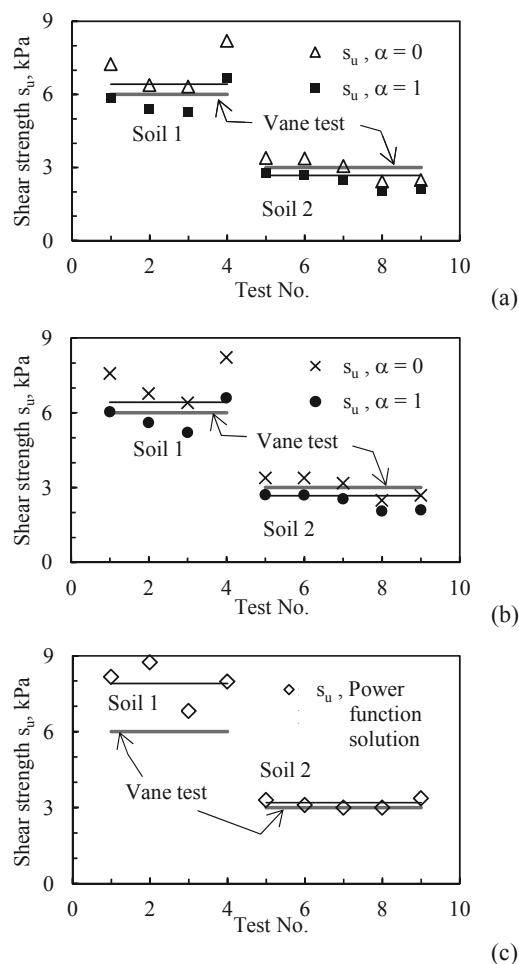 Shear strength s_u, kPa
9
6
3
0
s_u , α = 0
s_u , α = 1
Soil 1
Vane test
Soil 2
0 2 4 6 8 10
Test No.
(a)
Shear strength s_u, kPa
9
6
3
0
s_u , α = 0
s_u , α = 1
Vane test
Soil 1
Soil 2
0 2 4 6 8 10
Test No.
(b)
Shear strength s_u, kPa
9
6
3
0
Soil 1
s_u , Power
function
solution
Soil 2
Vane test
0 2 4 6 8 10
Test No.
(c)